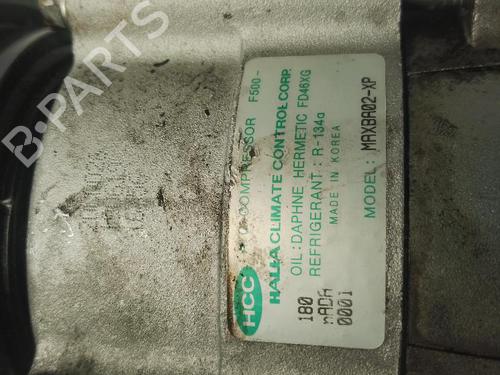 B-PARTS
HCC
COMPRESSOR F500-
HALLA CLIMATE CONTROL CORP.
OIL:DAPHNE HERMETIC FD46XG
REFRIGERANT: R-134a
MADE IN KOREA
MODEL: MAXBA02-XP
180
0001